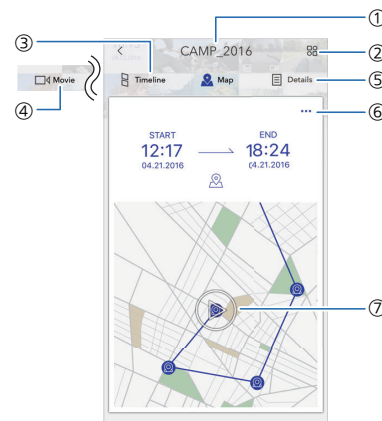 ①
< CAMP_2016
②
③
Timeline
Map
Details
⑤
Movie
④
•••
⑥
START
END
12:17
18:24
04.21.2016
04.21.2016
⑦